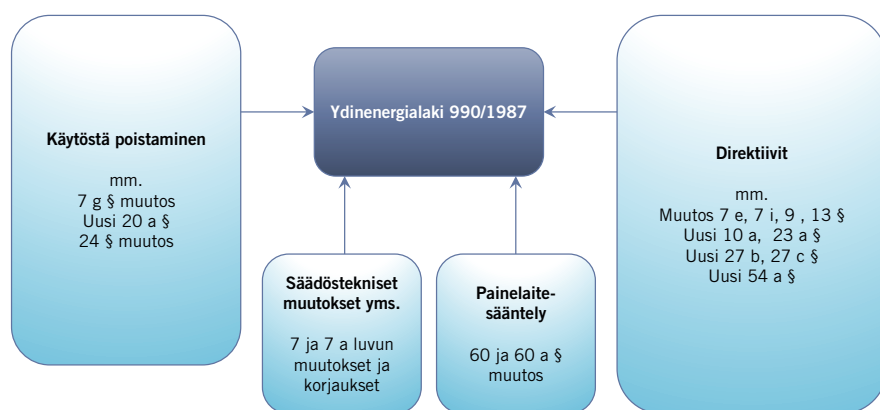 Käytöstä poistaminen
mm.
7 g § muutos
Uusi 20 a §
24 § muutos
Ydinenergialaki 990/1987
Direktiivit
mm.
Muutos 7 e, 7 i, 9 , 13 §
Uusi 10 a, 23 a §
Uusi 27 b, 27 c §
Uusi 54 a §
Säädöstekniset
muutokset yms.
7 ja 7 a luvun
muutokset ja
korjaukset
Painelaite-
sääntely
60 ja 60 a §
muutos